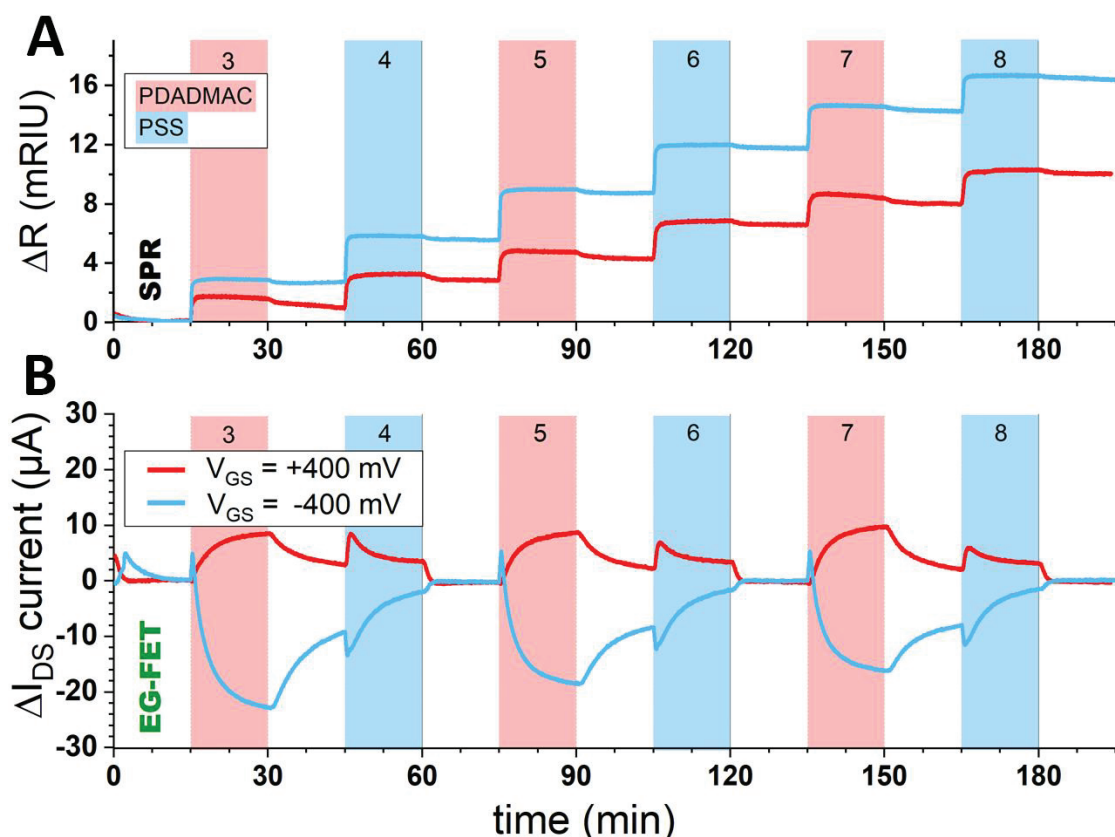 A
3 4 5 6 7 8
PDADMAC
PSS
16
12
8
4
0
ΔR (mRIU)
SPR
0 30 60 90 120 150 180
B
3 4 5 6 7 8
30
20
10
0
-10
-20
-30
ΔI_DS current (µA)
V_GS = +400 mV
V_GS = -400 mV
EG-FET
0 30 60 90 120 150 180
time (min)